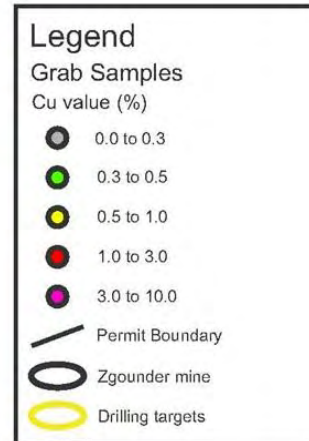 Legend
Grab Samples
Cu value (%)
0.0 to 0.3
0.3 to 0.5
0.5 to 1.0
1.0 to 3.0
3.0 to 10.0
Permit Boundary
Zgounder mine
Drilling targets